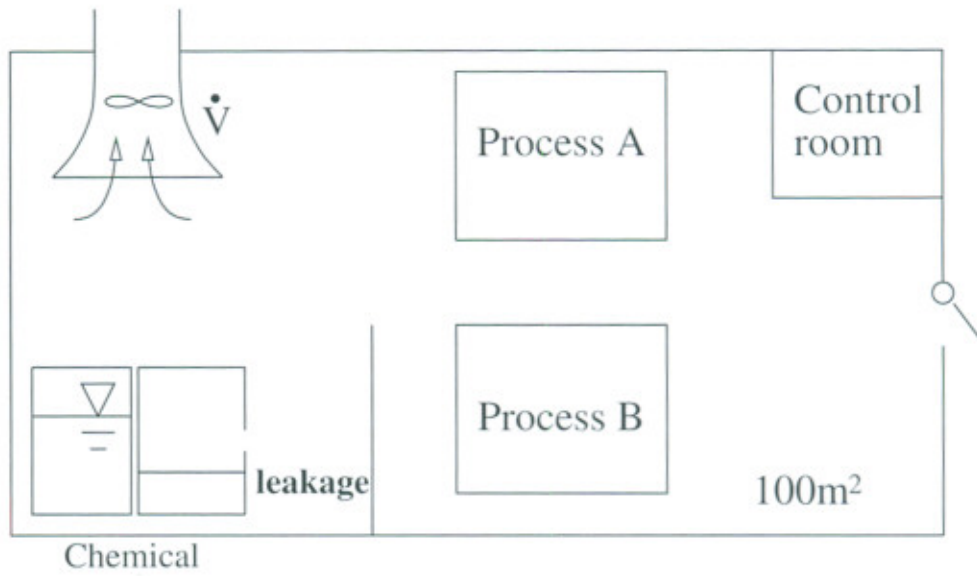 V̇
Process A
Control
room
Process B
leakage
100m²
Chemical